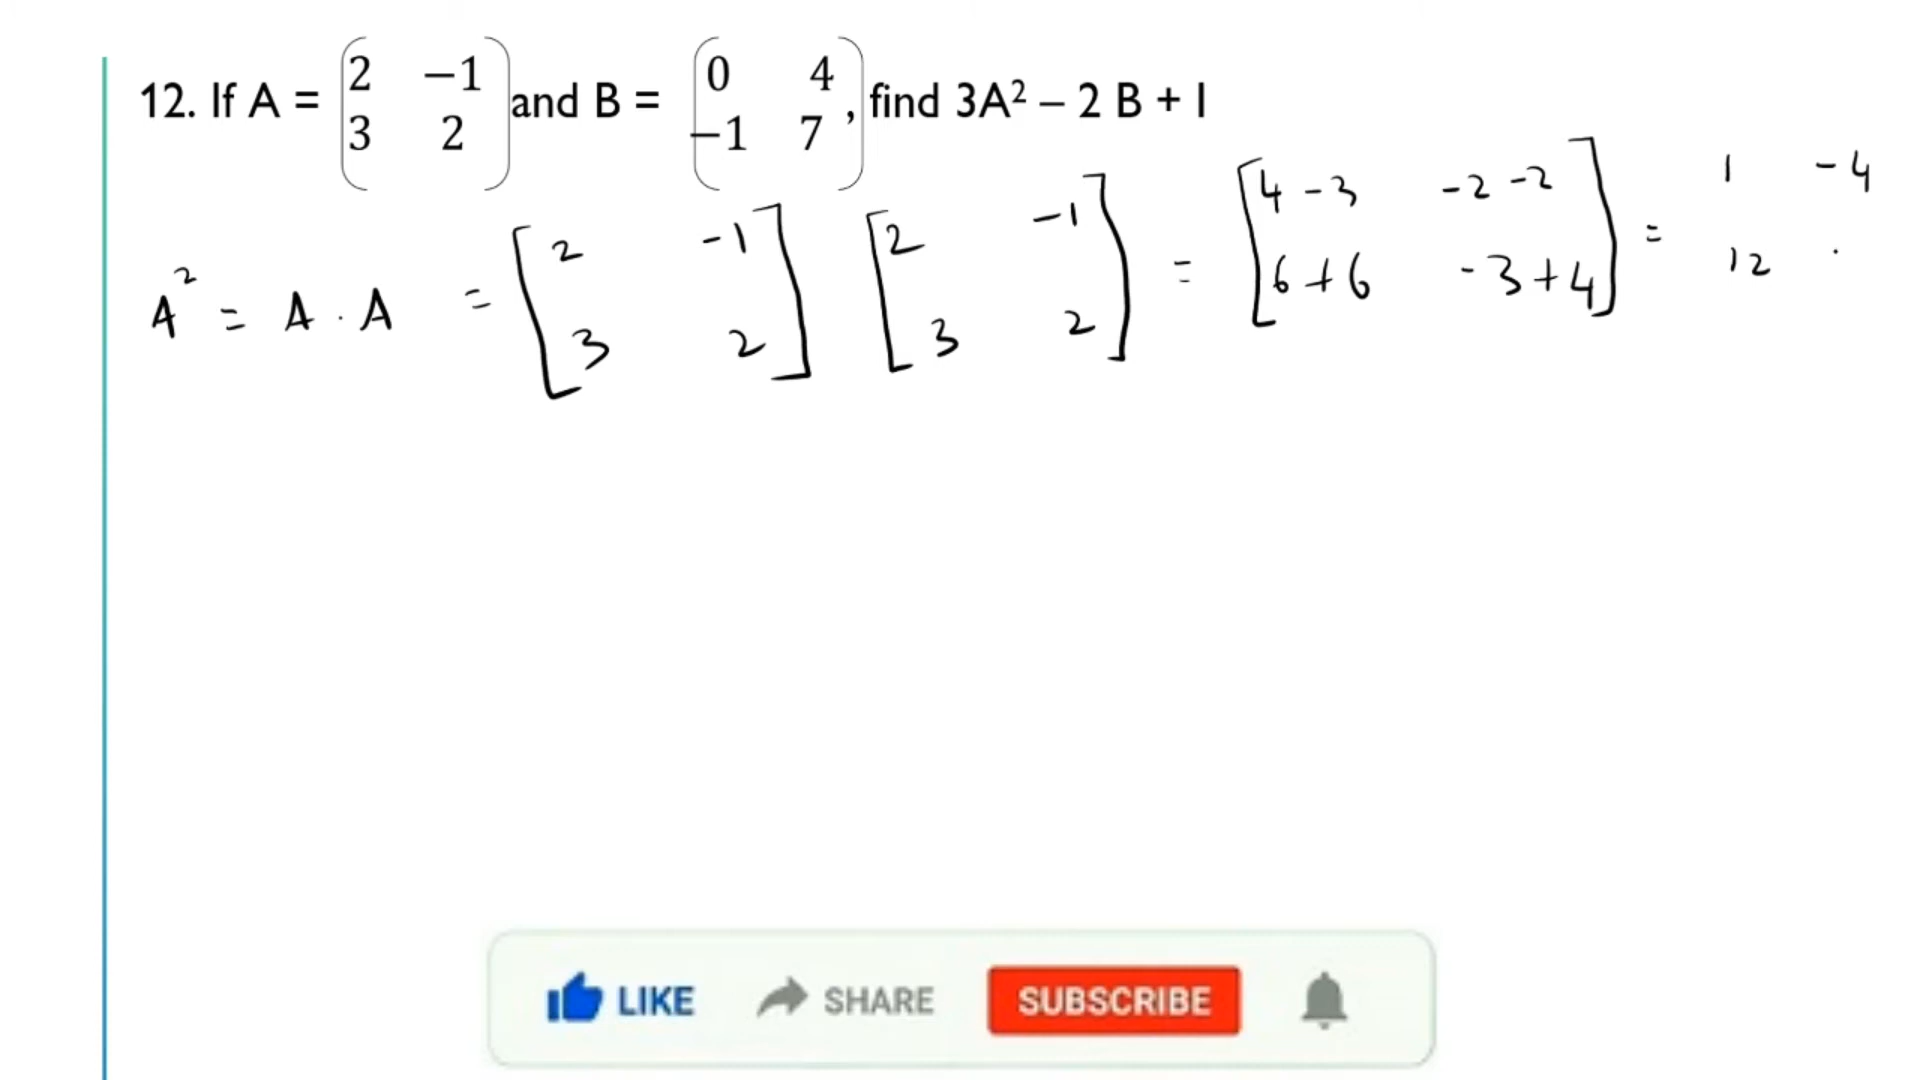 12. If A = (2 −1 3 2) and B = (0 4 −1 7), find 3A² – 2 B + I
A² = A . A = [2 -1 3 2] [2 -1 3 2] = [4-3 -2-2 6+6 -3+4] = 1 -4 12
LIKE SHARE SUBSCRIBE